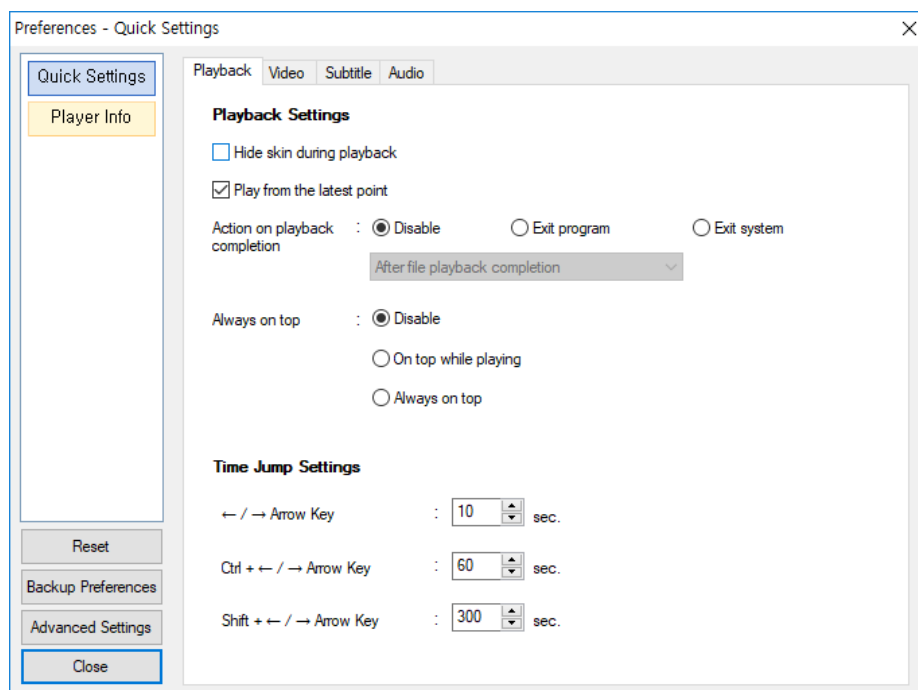 Preferences - Quick Settings
Quick Settings
Player Info
Playback Video Subtitle Audio
Playback Settings
Hide skin during playback
Play from the latest point
Action on playback completion : Disable Exit program Exit system
After file playback completion
Always on top : Disable
On top while playing
Always on top
Time Jump Settings
← / → Arrow Key : 10 sec.
Ctrl + ← / → Arrow Key : 60 sec.
Shift + ← / → Arrow Key : 300 sec.
Reset
Backup Preferences
Advanced Settings
Close